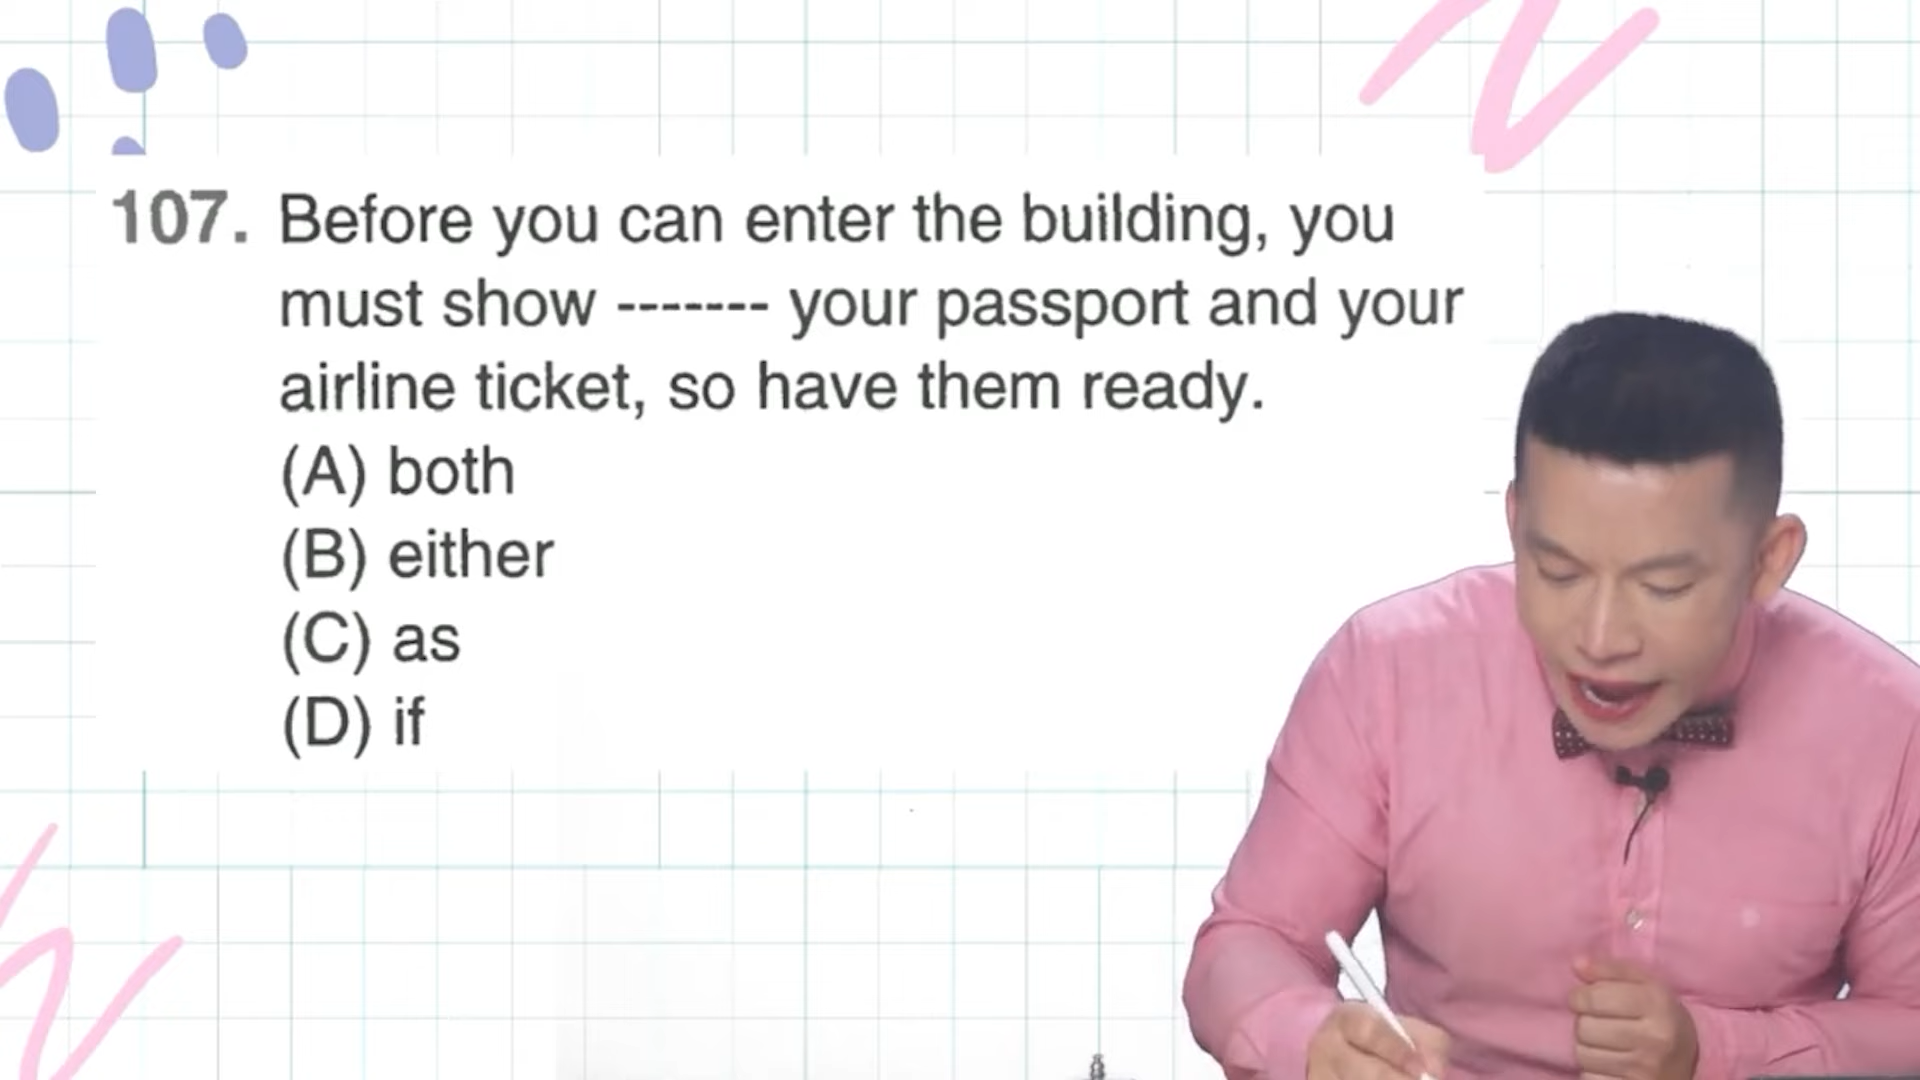 107. Before you can enter the building, you
must show ------- your passport and your
airline ticket, so have them ready.
(A) both
(B) either
(C) as
(D) if